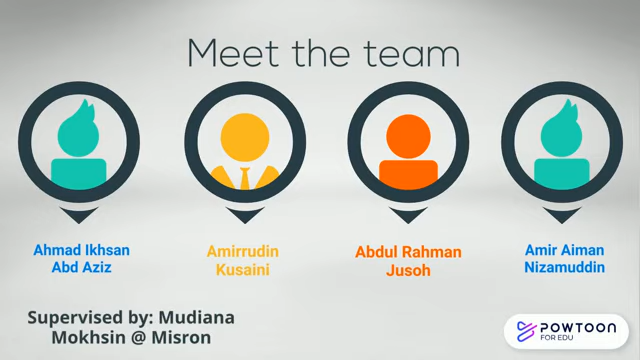 Meet the team
Ahmad Ikhsan
Abd Aziz
Amirrudin
Kusaini
Abdul Rahman
Jusoh
Amir Aiman
Nizamuddin
Supervised by: Mudiana
Mokhsin @ Misron
POWTOON
FOR EDU